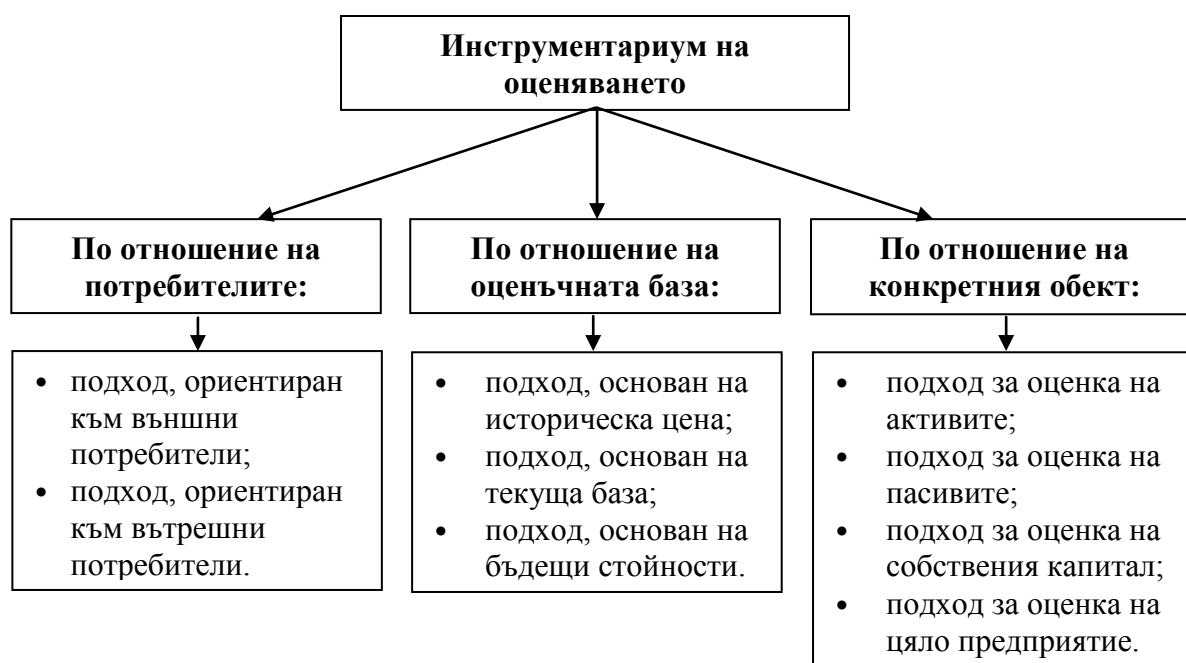 Инструментариум на
оценяването
По отношение на
потребителите:
• подход, ориентиран
към външни
потребители;
• подход, ориентиран
към вътрешни
потребители.
По отношение на
оценъчната база:
• подход, основан на
историческа цена;
• подход, основан на
текуща база;
• подход, основан на
бъдещи стойности.
По отношение на
конкретния обект:
• подход за оценка на
активите;
• подход за оценка на
пасивите;
• подход за оценка на
собствения капитал;
• подход за оценка на
цяло предприятие.